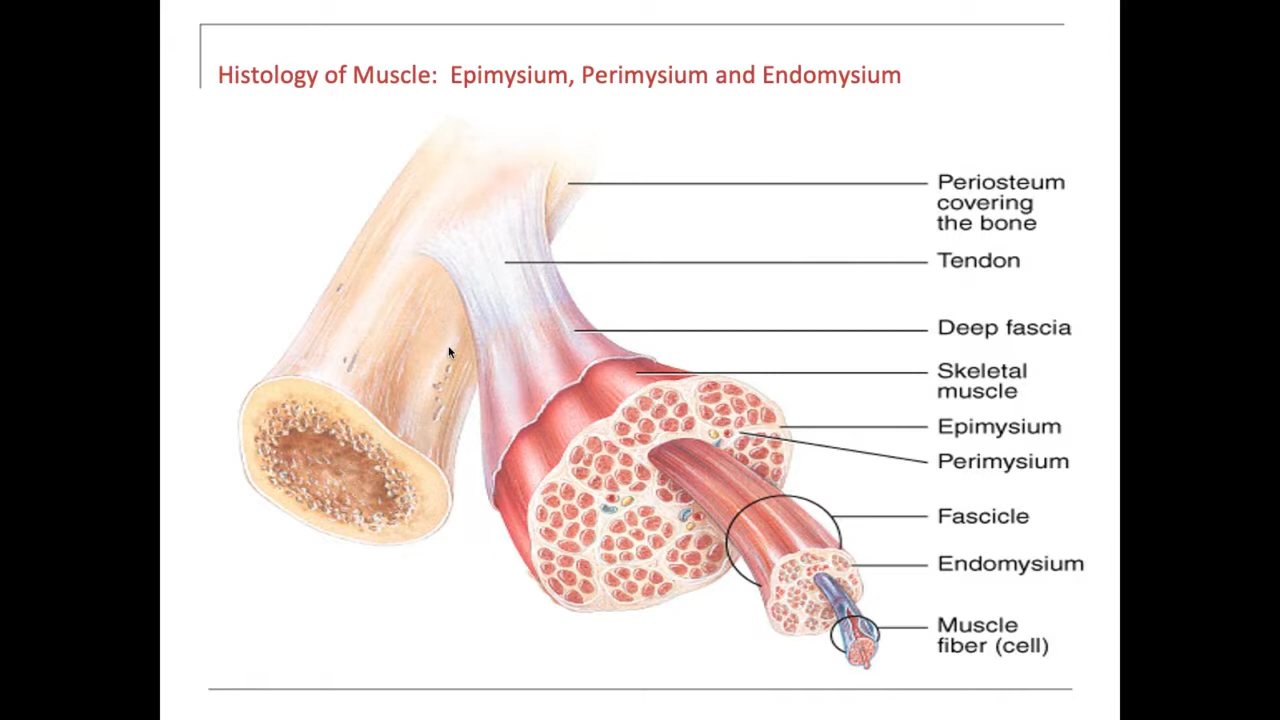 Histology of Muscle:  Epimysium, Perimysium and Endomysium
Periosteum
covering
the bone
Tendon
Deep fascia
Skeletal
muscle
Epimysium
Perimysium
Fascicle
Endomysium
Muscle
fiber (cell)